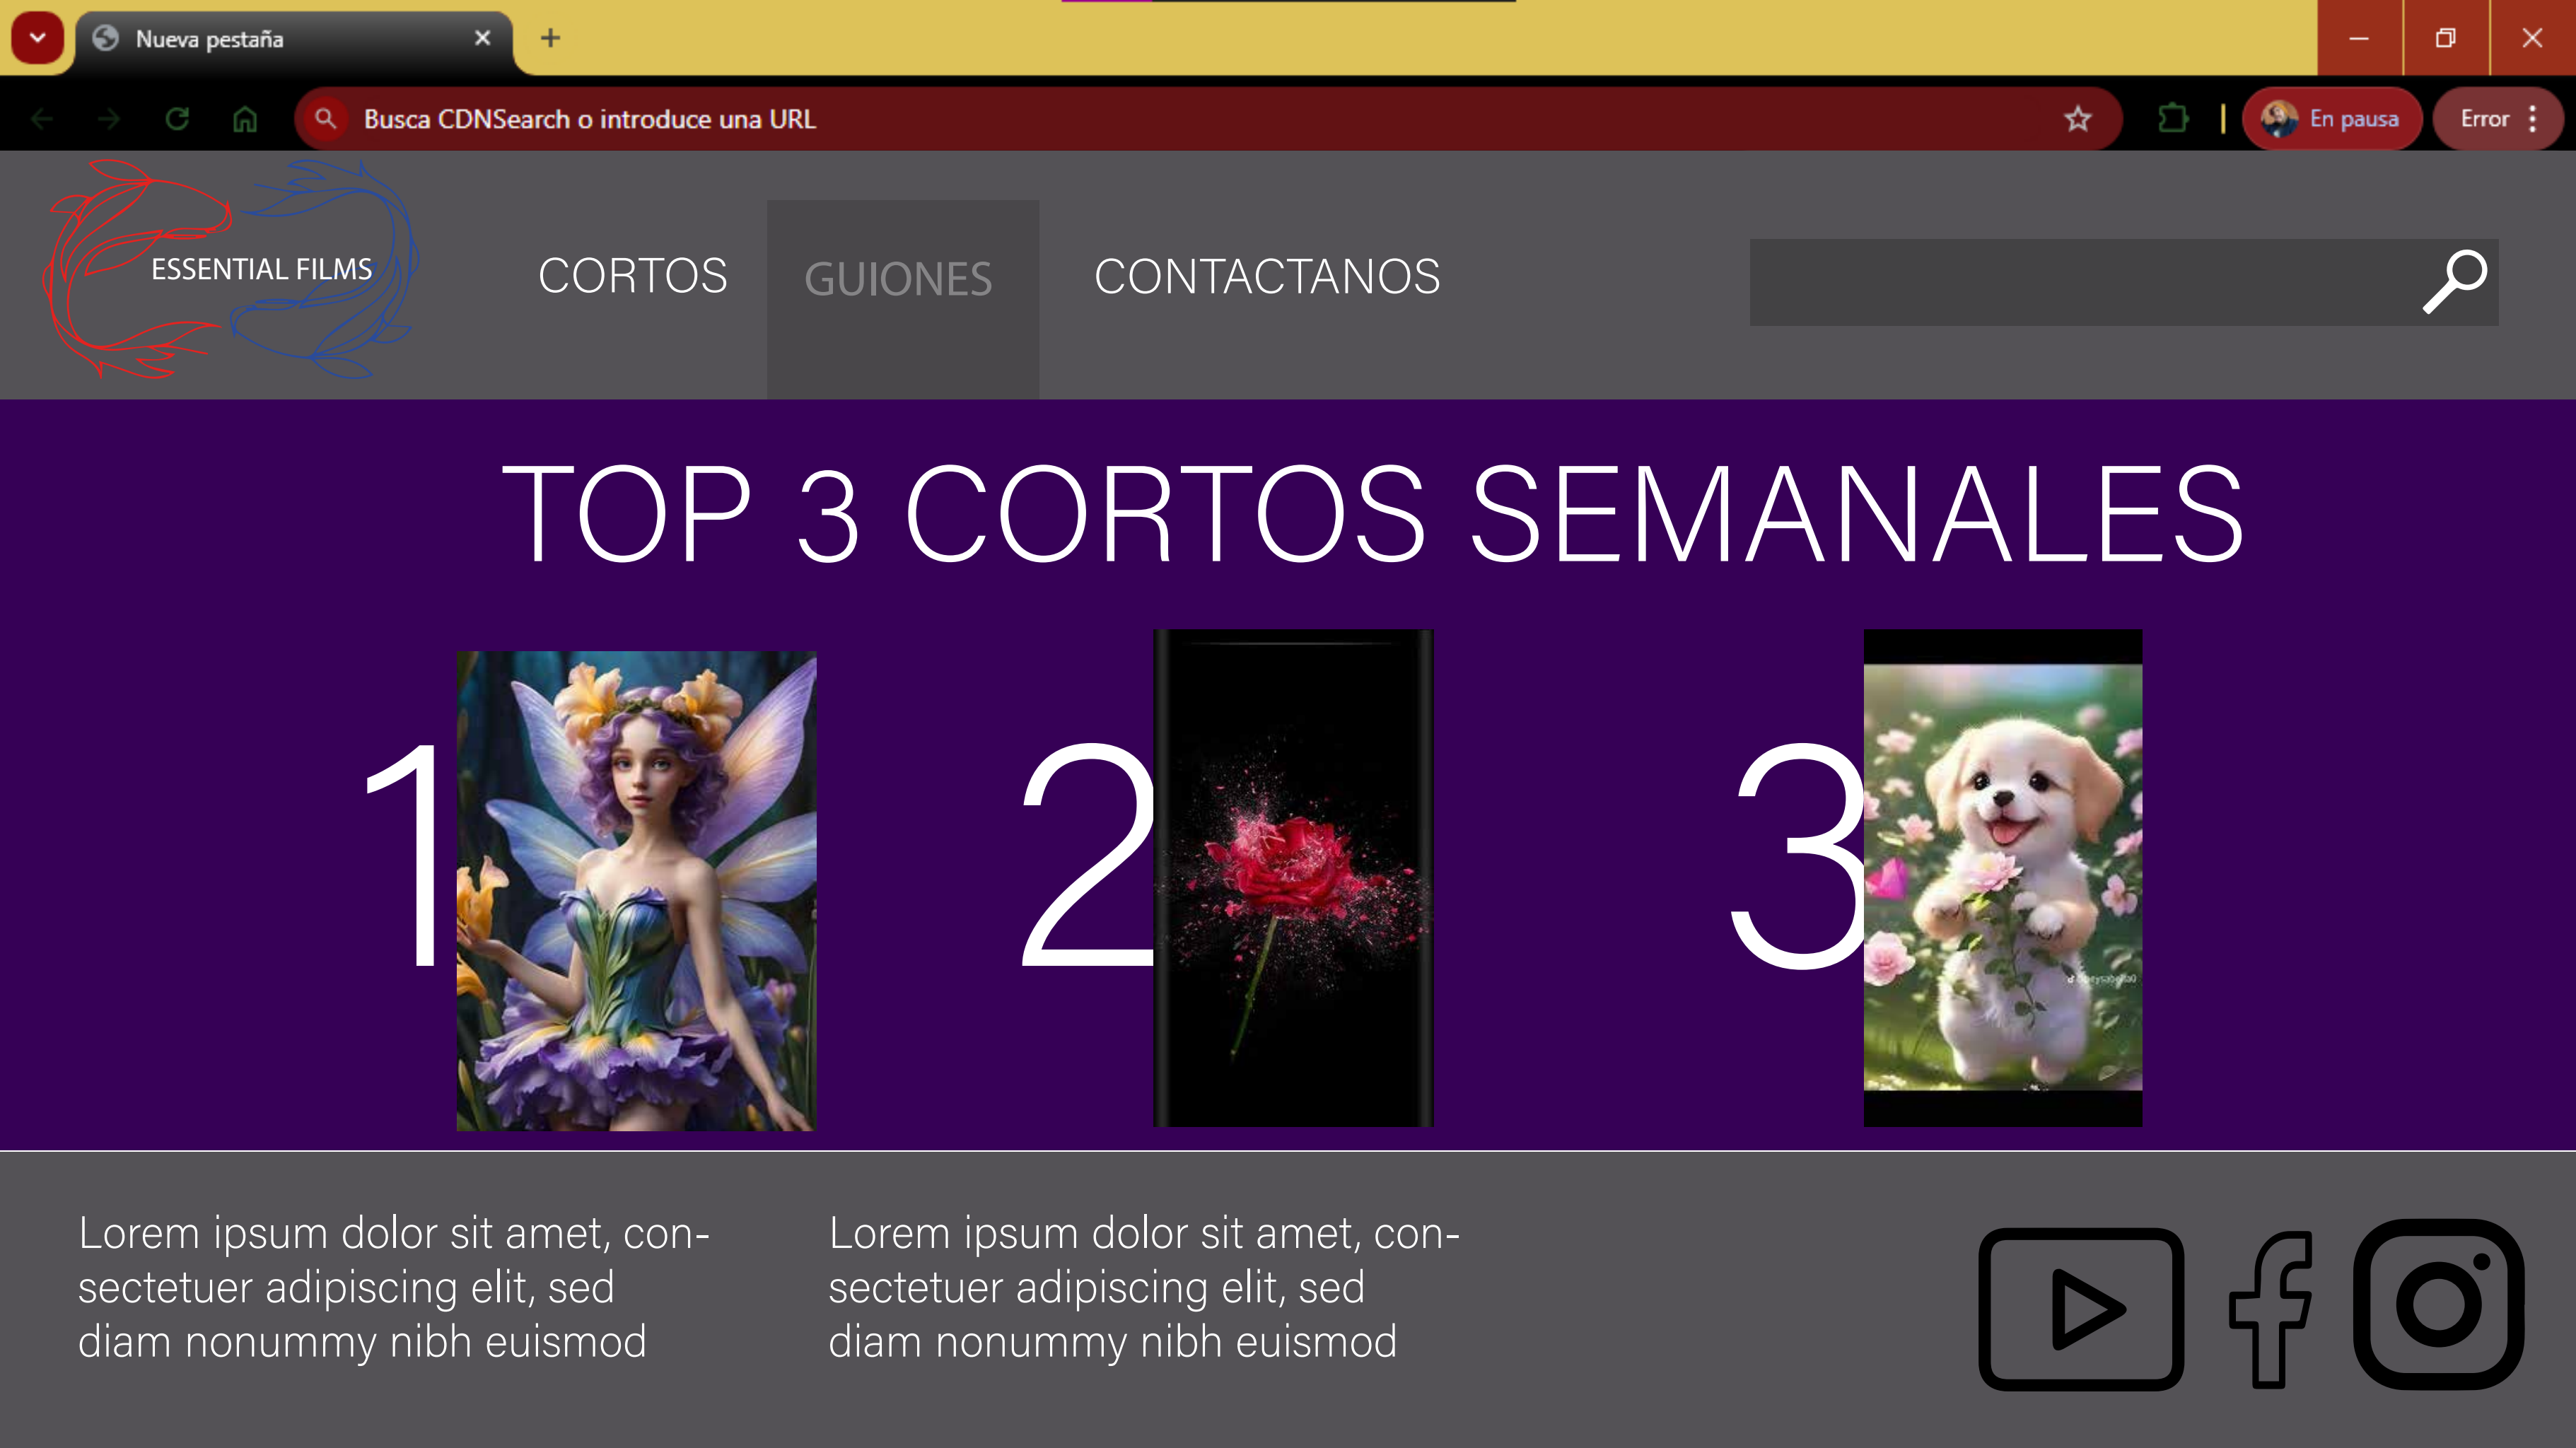 Nueva pestaña
Busca CDNSearch o introduce una URL
En pausa
Error
ESSENTIAL FILMS
CORTOS
GUIONES
CONTACTANOS
TOP 3 CORTOS SEMANALES
1
2
3
Lorem ipsum dolor sit amet, con-
sectetuer adipiscing elit, sed
diam nonummy nibh euismod
Lorem ipsum dolor sit amet, con-
sectetuer adipiscing elit, sed
diam nonummy nibh euismod